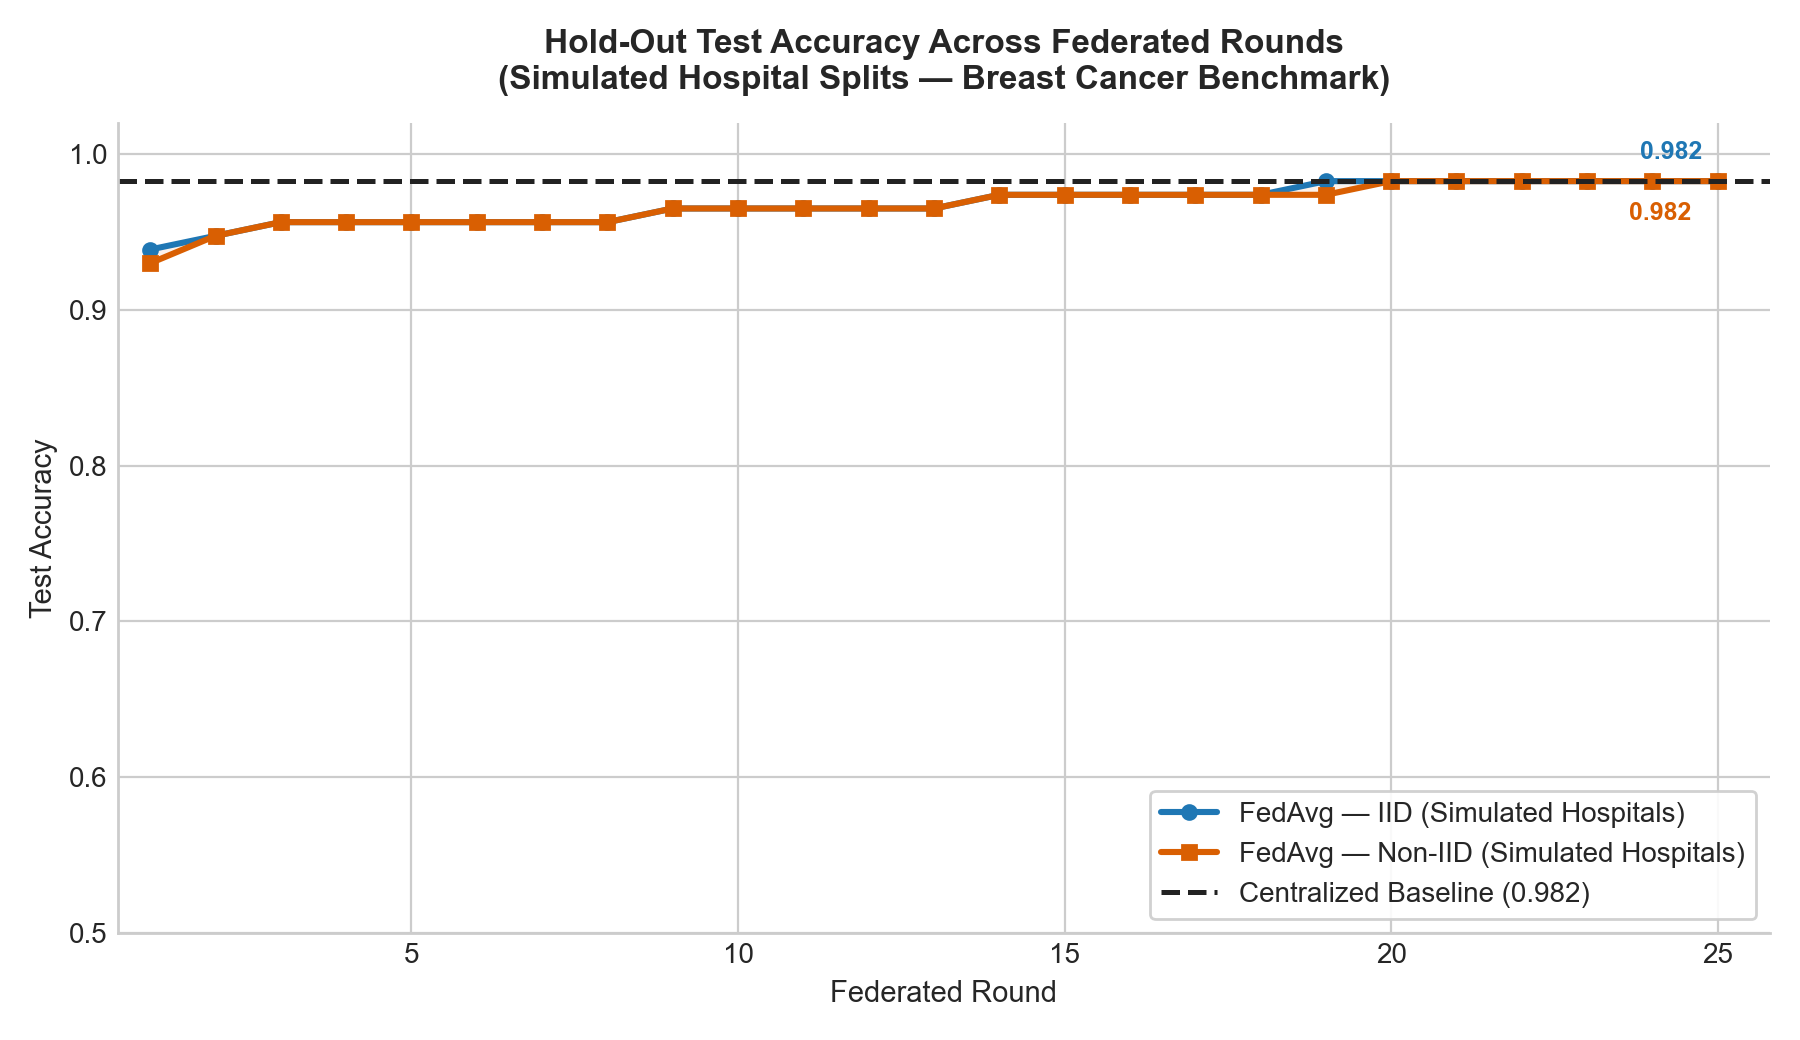 Hold-Out Test Accuracy Across Federated Rounds
(Simulated Hospital Splits — Breast Cancer Benchmark)
Test Accuracy
1.0
0.9
0.8
0.7
0.6
0.5
0.982
0.982
FedAvg — IID (Simulated Hospitals)
FedAvg — Non-IID (Simulated Hospitals)
Centralized Baseline (0.982)
5 10 15 20 25
Federated Round